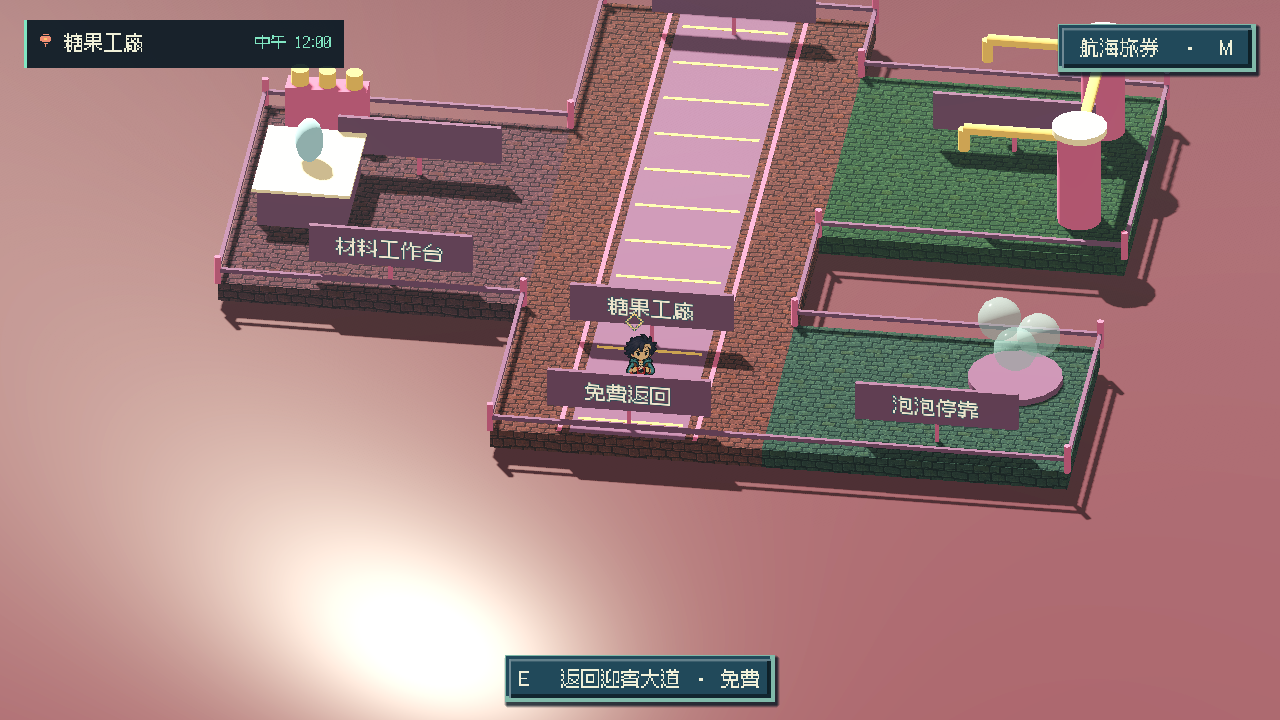 糖果工廠
中午 12:00
航海旅券 · M
材料工作台
糖果工廠
免費返回
泡泡停靠
E 返回迎賓大道 · 免費